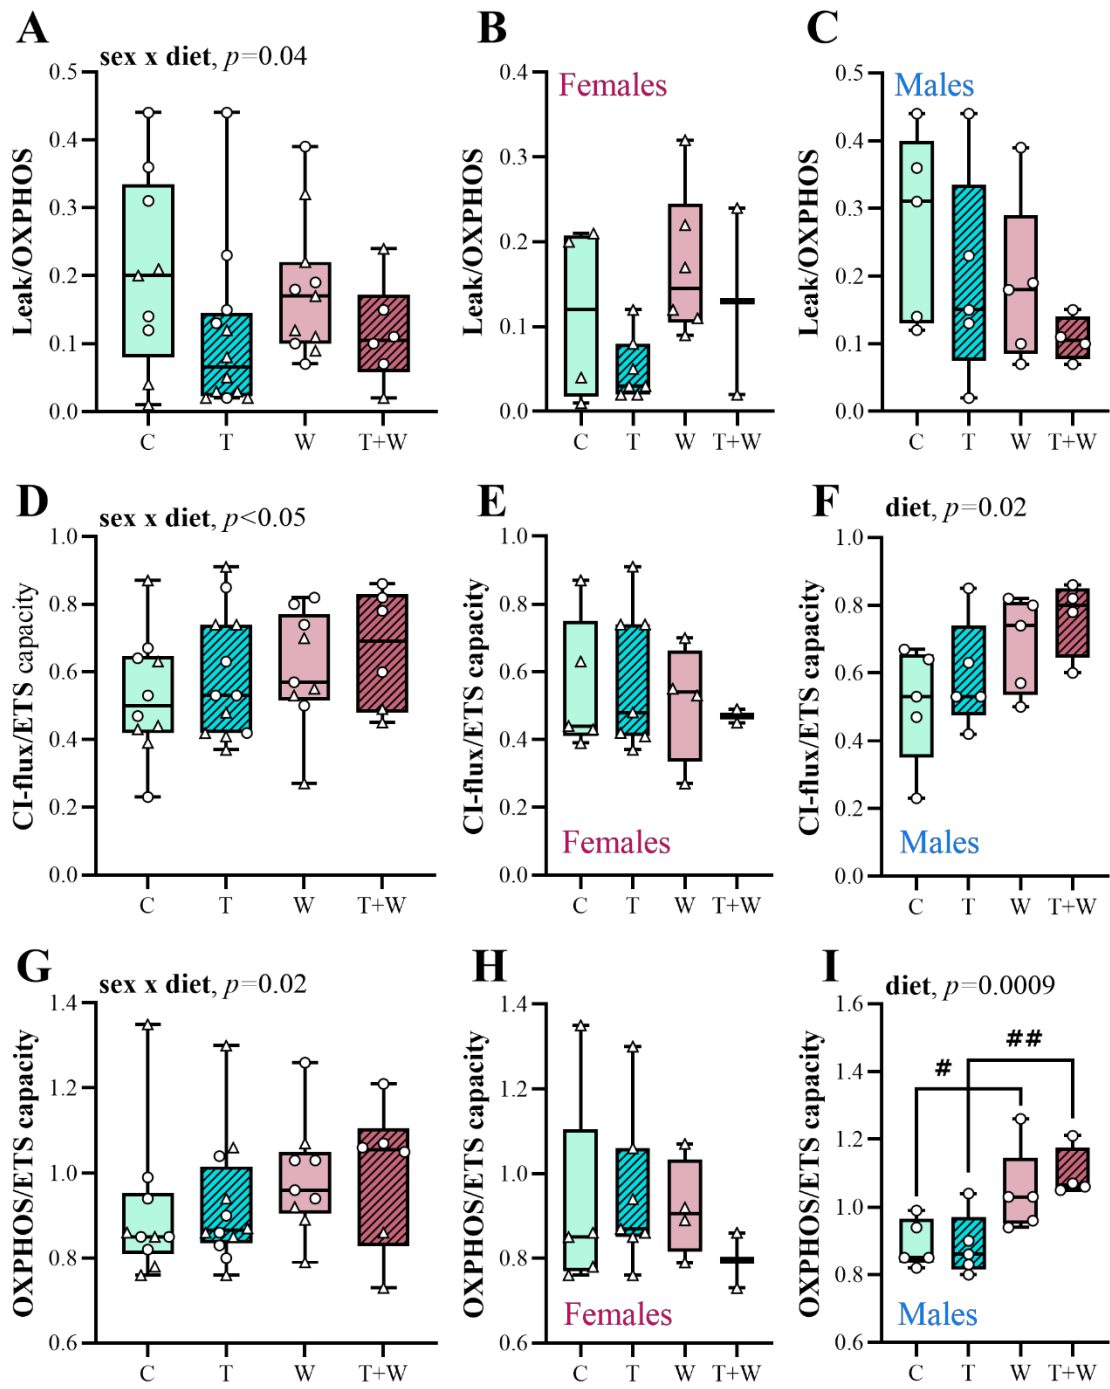 A
sex x diet, p=0.04
Leak/OXPHOS
0.5
0.4
0.3
0.2
0.1
0.0
C
T
W
T+W
B
Females
Leak/OXPHOS
0.4
0.3
0.2
0.1
0.0
C
T
W
T+W
C
Males
Leak/OXPHOS
0.5
0.4
0.3
0.2
0.1
0.0
C
T
W
T+W
D
sex x diet, p<0.05
CI-flux/ETS capacity
1.0
0.8
0.6
0.4
0.2
0.0
C
T
W
T+W
E
CI-flux/ETS capacity
1.0
0.8
0.6
0.4
0.2
0.0
Females
C
T
W
T+W
F
diet, p=0.02
CI-flux/ETS capacity
1.0
0.8
0.6
0.4
0.2
0.0
Males
C
T
W
T+W
G
sex x diet, p=0.02
OXPHOS/ETS capacity
1.4
1.2
1.0
0.8
0.6
C
T
W
T+W
H
OXPHOS/ETS capacity
1.4
1.2
1.0
0.8
0.6
Females
C
T
W
T+W
I
diet, p=0.0009
OXPHOS/ETS capacity
1.6
1.4
1.2
1.0
0.8
0.6
#
##
Males
C
T
W
T+W